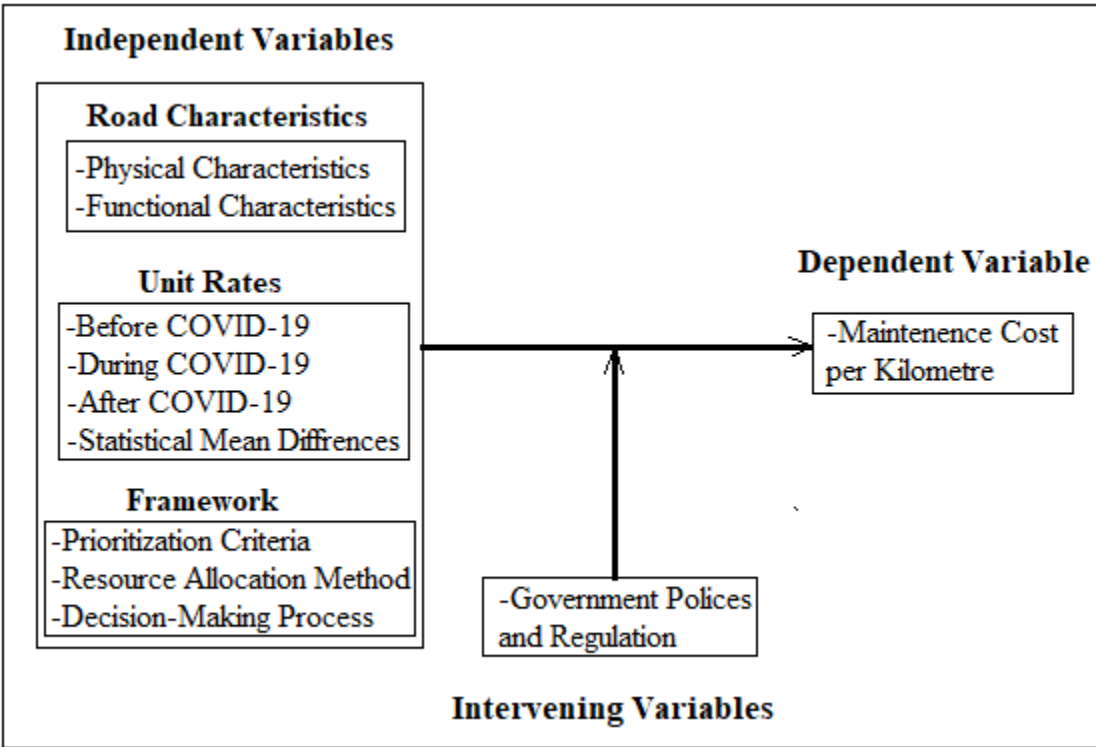 Independent Variables
Road Characteristics
-Physical Characteristics
-Functional Characteristics
Unit Rates
-Before COVID-19
-During COVID-19
-After COVID-19
-Statistical Mean Diffrences
Framework
-Prioritization Criteria
-Resource Allocation Method
-Decision-Making Process
Dependent Variable
-Maintenence Cost
per Kilometre
-Government Polices
and Regulation
Intervening Variables